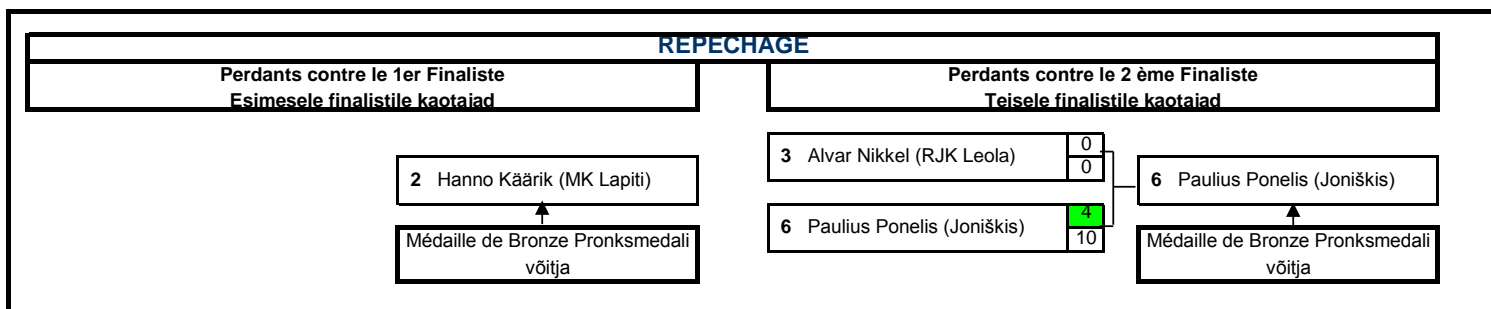 REPECHAGE
Perdants contre le 1er Finaliste
Esimesele finalistile kaotajad
Perdants contre le 2 ème Finaliste
Teisele finalistile kaotajad
3 Alvar Nikkel (RJK Leola) 0
0
2 Hanno Käärik (MK Lapiti)
6 Paulius Ponelis (Joniškis)
6 Paulius Ponelis (Joniškis) 4
10
Médaille de Bronze Pronksmedali
võitja
Médaille de Bronze Pronksmedali
võitja